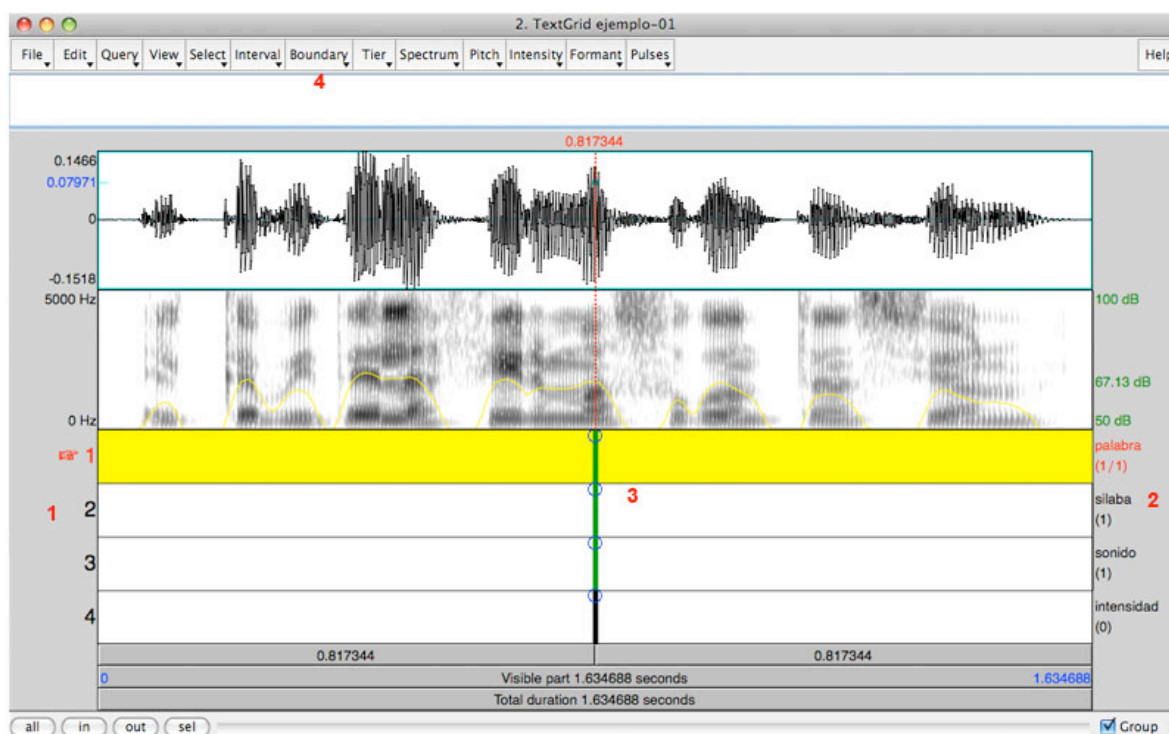 2. TextGrid ejemplo-01
File Edit Query View Select Interval Boundary Tier Spectrum Pitch Intensity Formant Pulses Help
4
0.817344
0.1466
0.07971
0
-0.1518
5000 Hz 100 dB
67.13 dB
0 Hz 50 dB
1 palabra
(1/1)
3
1 2 silaba 2
(1)
3 sonido
(1)
4 intensidad
(0)
0.817344 0.817344
0 Visible part 1.634688 seconds 1.634688
Total duration 1.634688 seconds
all in out sel Group